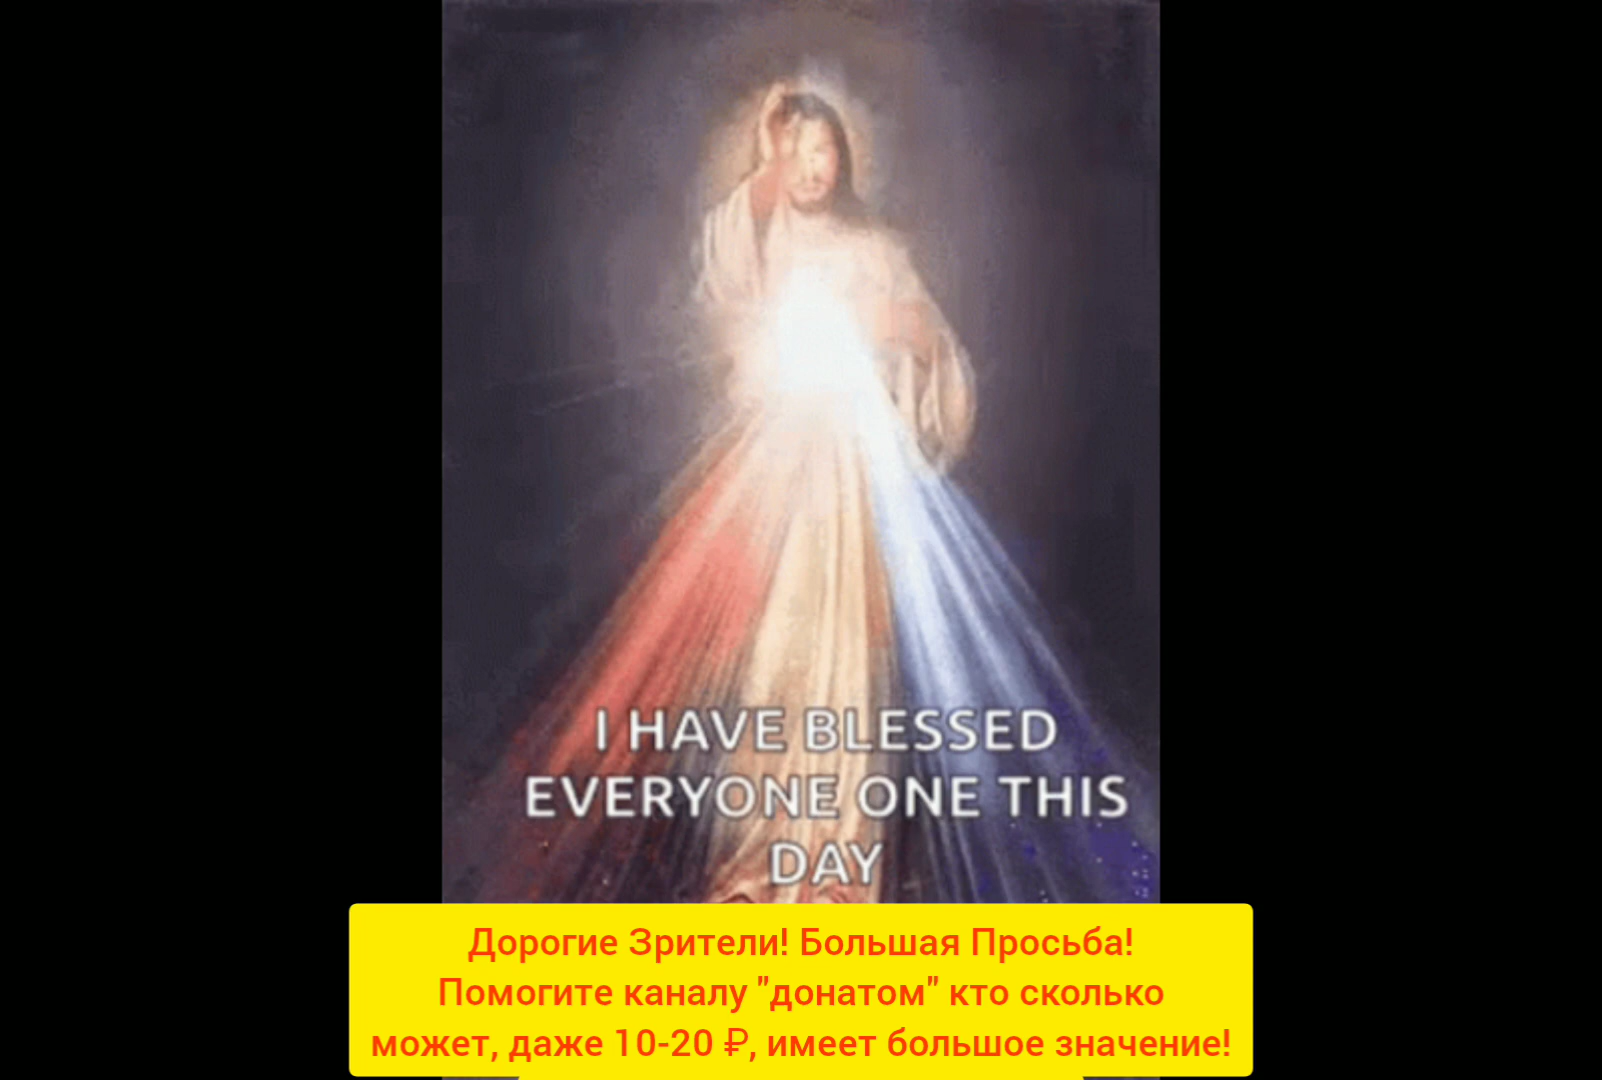 I HAVE BLESSED
EVERYONE ONE THIS
DAY
Дорогие Зрители! Большая Просьба!
Помогите каналу "донатом" кто сколько
может, даже 10-20 ₽, имеет большое значение!